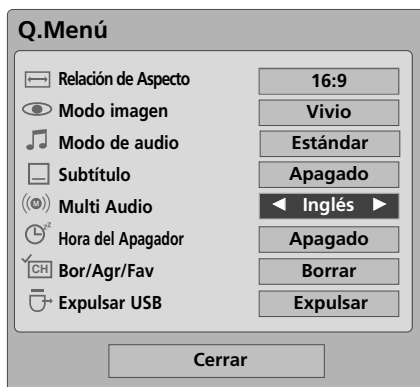 Q.Menú
Relación de Aspecto 16:9
Modo imagen Vivio
Modo de audio Estándar
Subtítulo Apagado
Multi Audio ◀ Inglés ▶
Hora del Apagador Apagado
Bor/Agr/Fav Borrar
Expulsar USB Expulsar
Cerrar